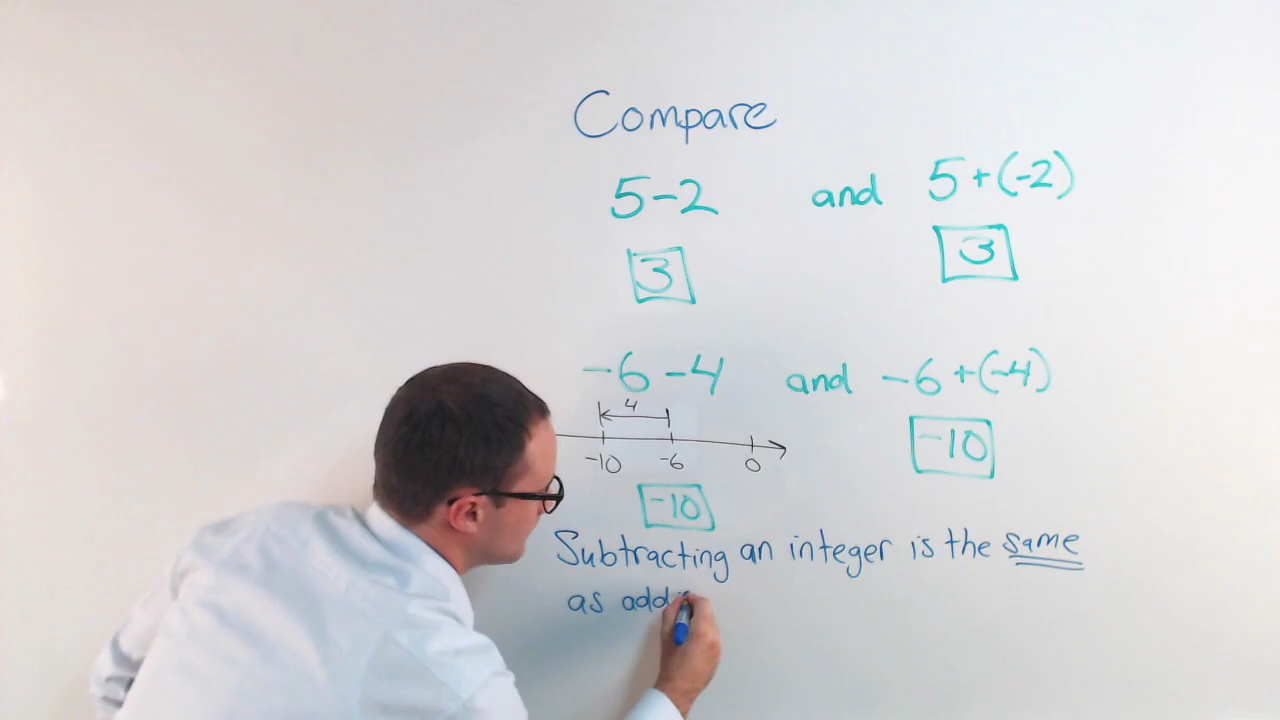 Compare
5-2 and 5+(-2)
3 3
-6-4 and -6+(-4)
4
-10 -6 0
-10
-10
Subtracting an integer is the same
as add